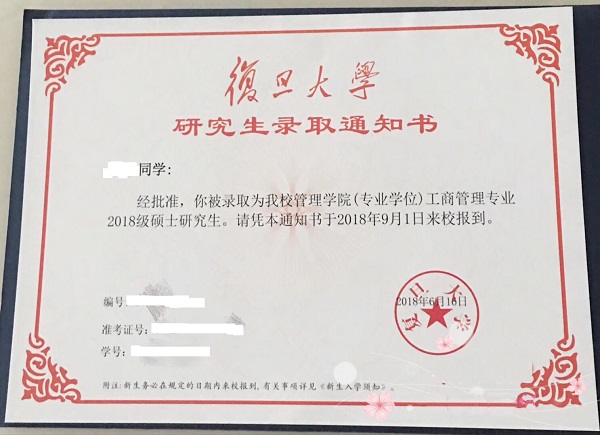 復旦大學
研究生录取通知书
同学:
经批准，你被录取为我校管理学院(专业学位)工商管理专业
2018级硕士研究生。请凭本通知书于2018年9月1日来校报到。
编号:
2018年6月10日
复旦大学
准考证号:
学号:
附注:新生务必在规定的日期内来校报到,有关事项详见《新生入学须知》。